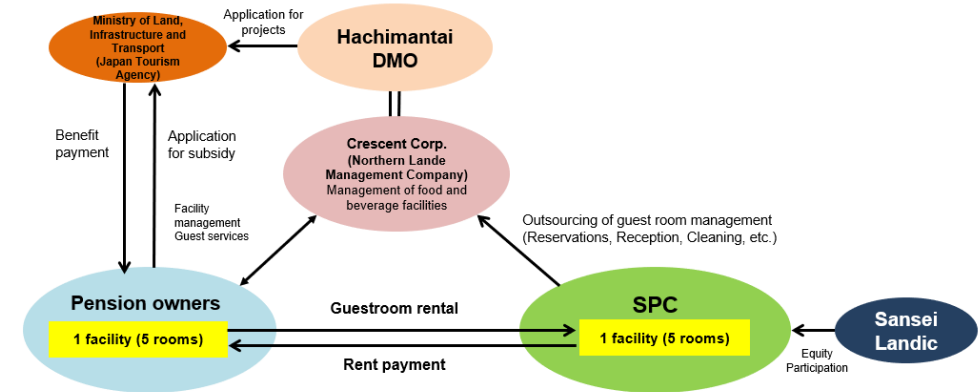 Ministry of Land,
Infrastructure and
Transport
(Japan Tourism
Agency)
Application for
projects
Hachimantai
DMO
Benefit
payment
Application
for subsidy
Crescent Corp.
(Northern Lande
Management Company)
Management of food and
beverage facilities
Facility
management
Guest services
Outsourcing of guest room management
(Reservations, Reception, Cleaning, etc.)
Pension owners
1 facility (5 rooms)
Guestroom rental
Rent payment
SPC
1 facility (5 rooms)
Equity
Participation
Sansei
Landic